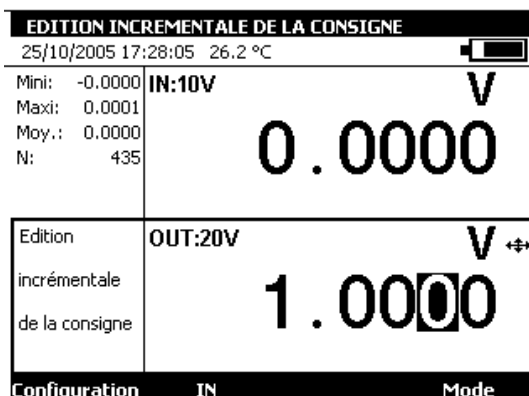 EDITION INCREMENTALE DE LA CONSIGNE
25/10/2005 17:28:05 26.2 °C
Mini: -0.0000
Maxi: 0.0001
Moy.: 0.0000
N: 435
IN:10V
V
0.0000
Edition
incrémentale
de la consigne
OUT:20V
V
1.0000
Configuration IN Mode